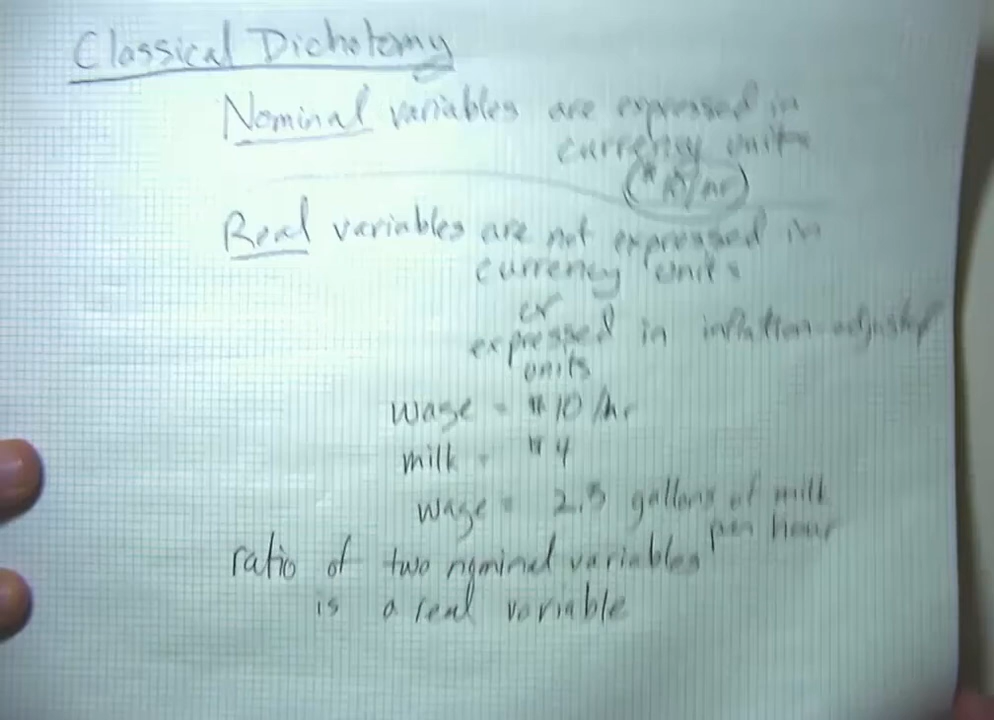 Classical Dichotomy
Nominal variables are expressed in
currency units
($10/hr)
Real variables are not expressed in
currency units
or
expressed in inflation-adjusted
units
wage = $10/hr
milk = $4
wage = 2.5 gallons of milk
per hour
ratio of two nominal variables
is a real variable